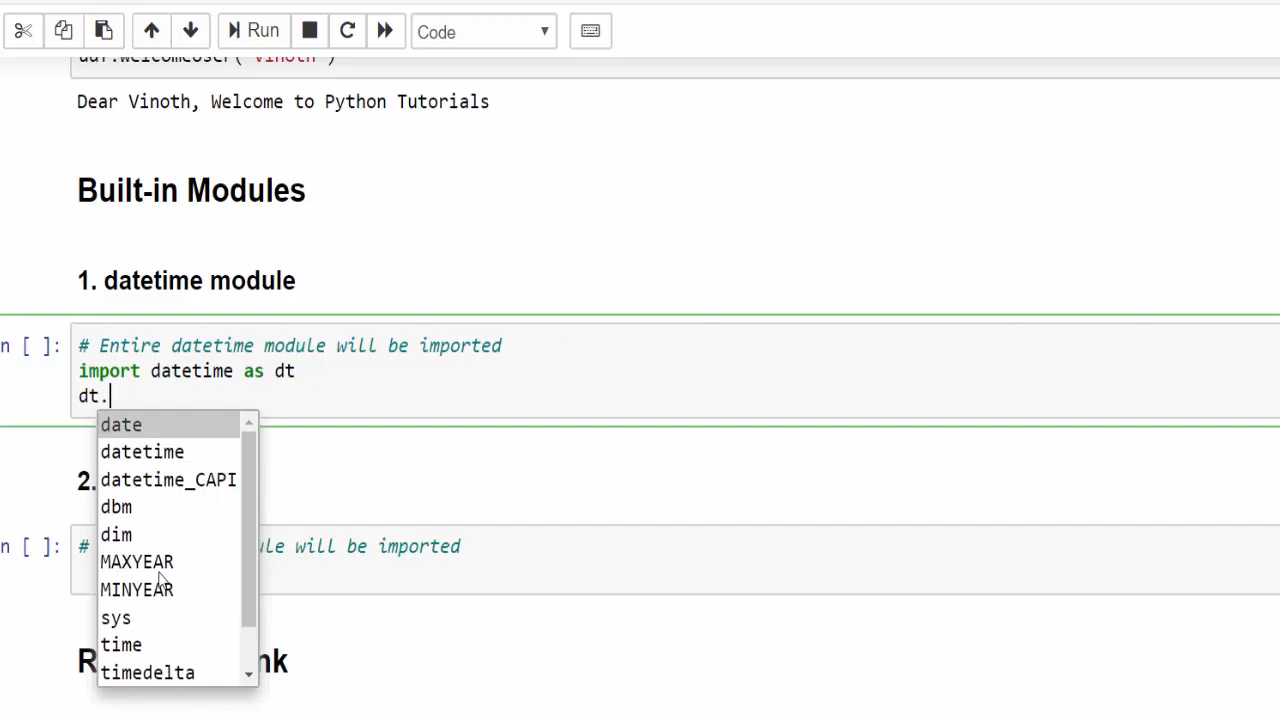 Run
Code
Dear Vinoth, Welcome to Python Tutorials
Built-in Modules
1. datetime module
n [ ]: # Entire datetime module will be imported
import datetime as dt
dt.
date
datetime
datetime_CAPI
dbm
dim
MAXYEAR
MINYEAR
sys
time
timedelta
2.
n [ ]: # ule will be imported
R nk